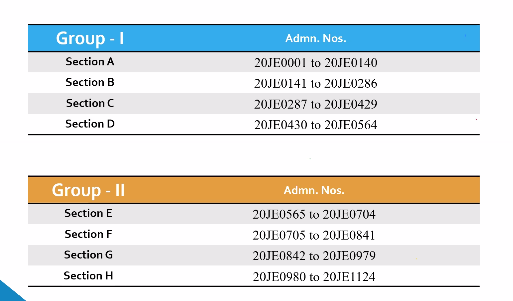 Group - I Admn. Nos.
Section A 20JE0001 to 20JE0140
Section B 20JE0141 to 20JE0286
Section C 20JE0287 to 20JE0429
Section D 20JE0430 to 20JE0564
Group - II Admn. Nos.
Section E 20JE0565 to 20JE0704
Section F 20JE0705 to 20JE0841
Section G 20JE0842 to 20JE0979
Section H 20JE0980 to 20JE1124